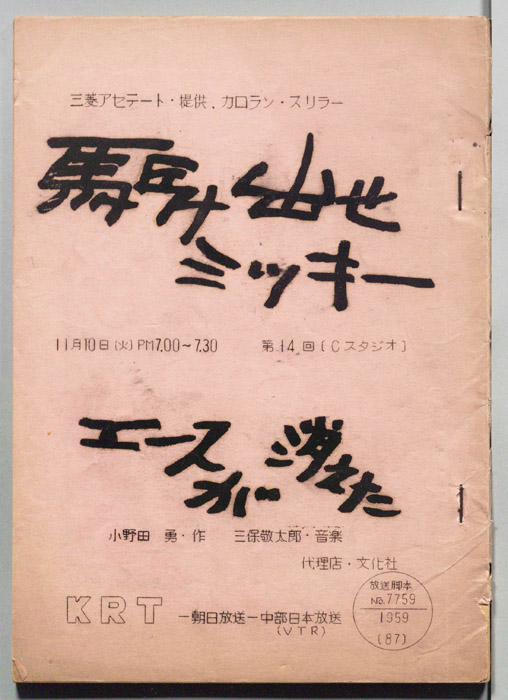 三菱アセテート・提供、カロラン・スリラー
駆け出せ
ミッキー
11月10日(火)PM7.00~7.30 第14回[Cスタジオ]
エースが消えた
小野田 勇・作 三保敬太郎・音楽
代理店・文化社
KRT ―朝日放送―中部日本放送
(VTR)
放送脚本
No.7759
1959
(87)